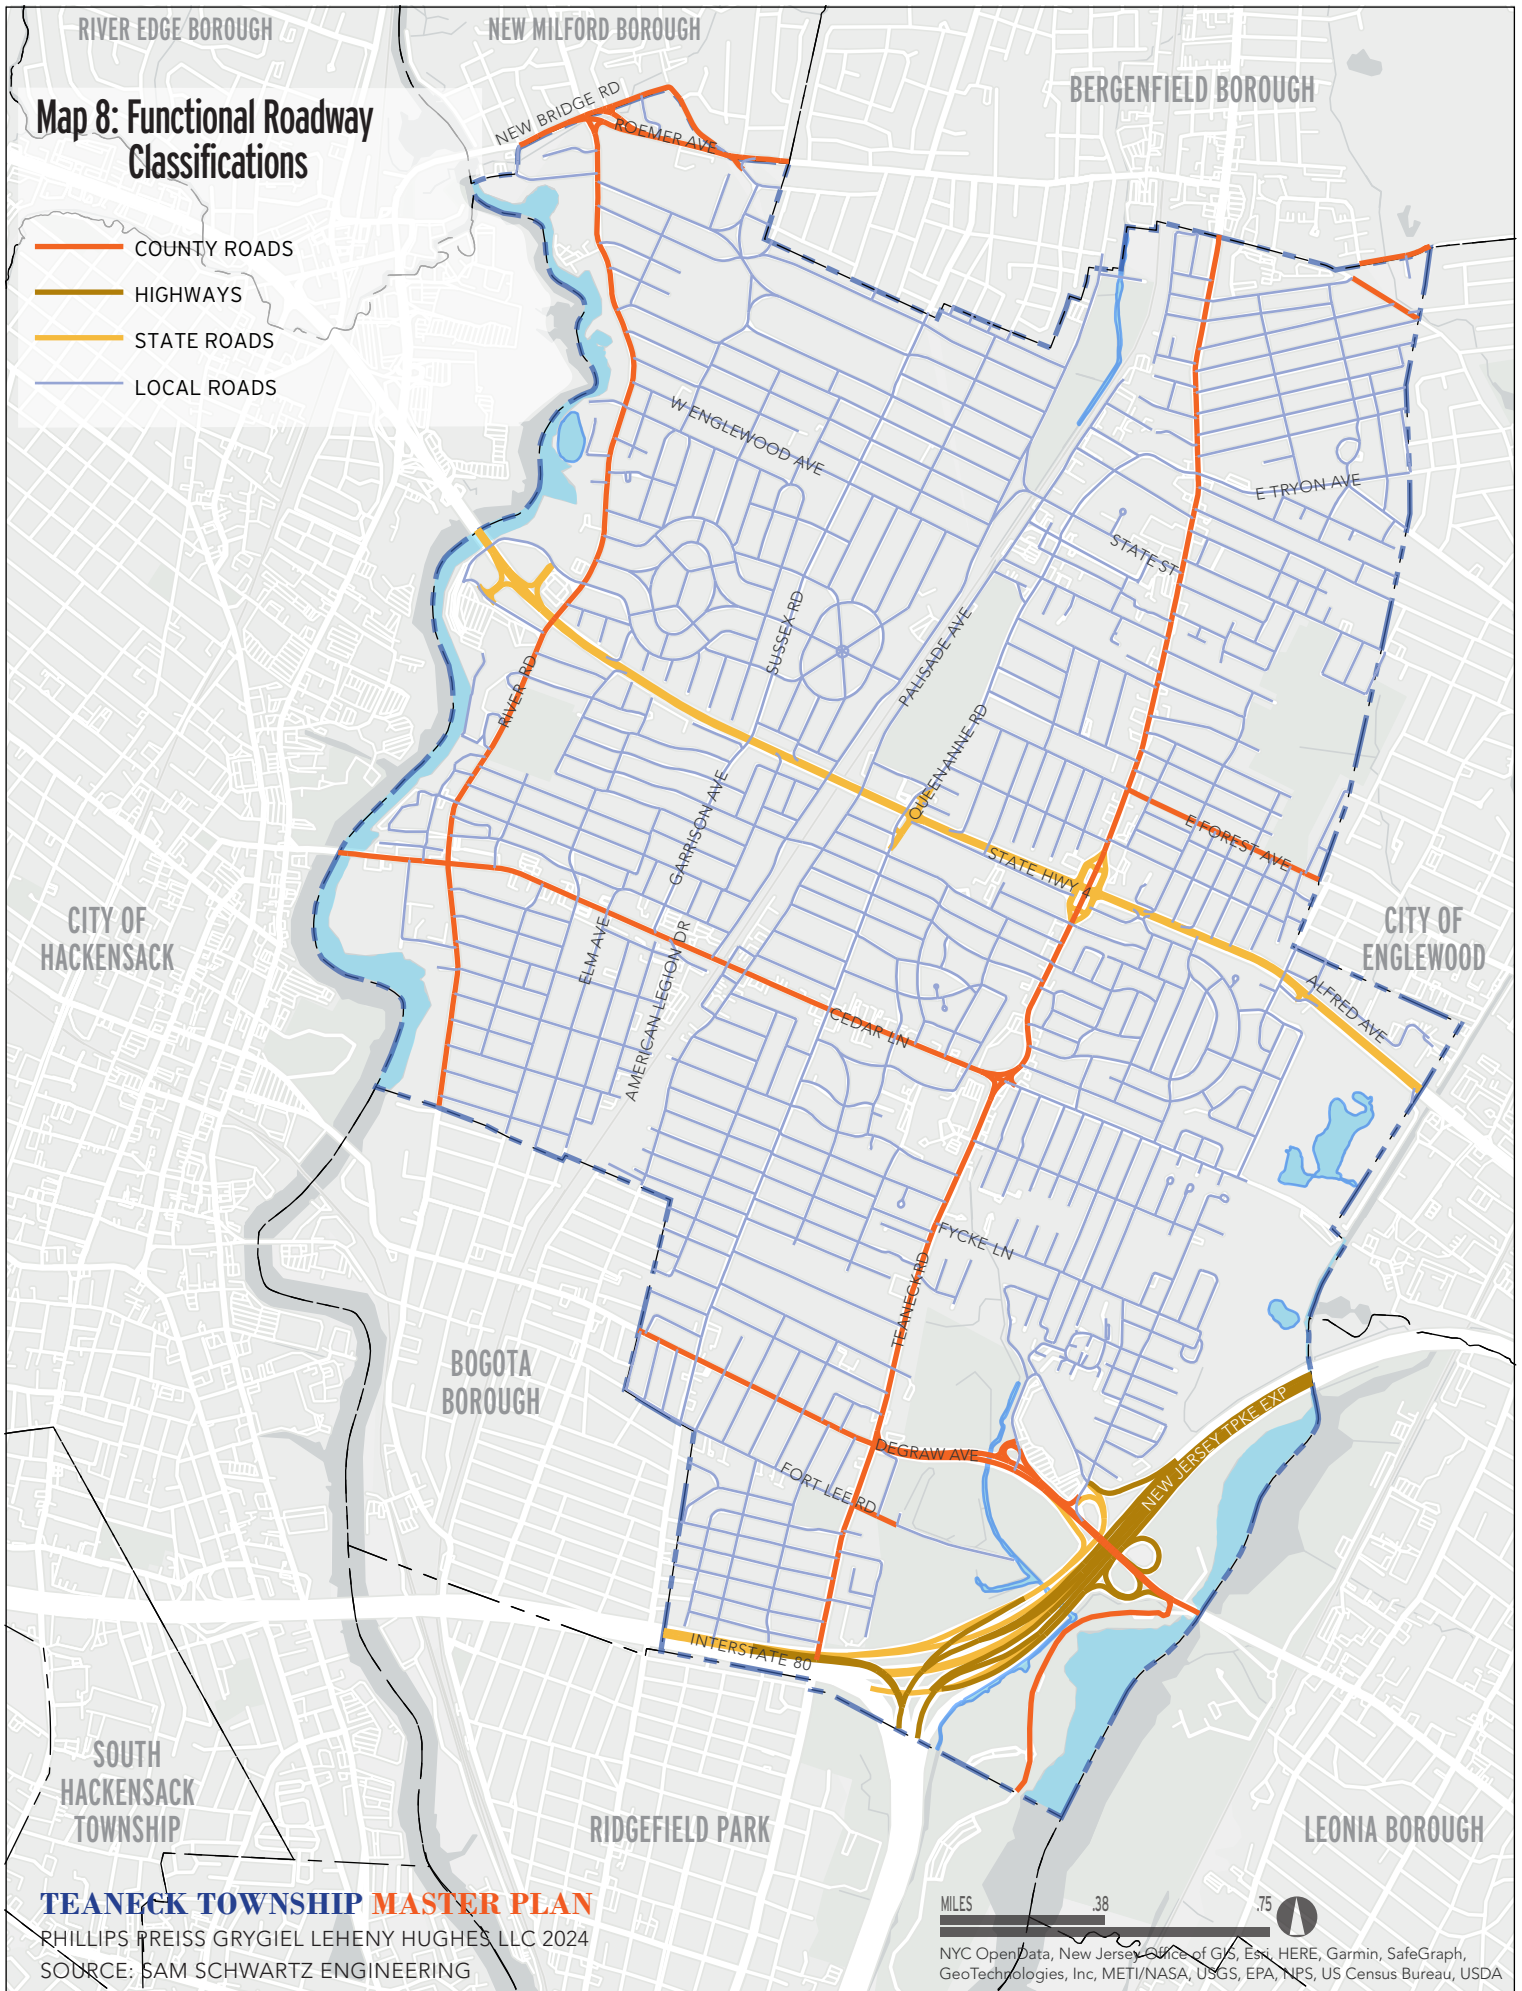 RIVER EDGE BOROUGH
NEW MILFORD BOROUGH
BERGENFIELD BOROUGH
Map 8: Functional Roadway
Classifications
COUNTY ROADS
HIGHWAYS
STATE ROADS
LOCAL ROADS
NEW BRIDGE RD
ROEMER AVE
W ENGLEWOOD AVE
E TRYON AVE
STATE ST
SUSSEX RD
PALISADE AVE
RIVER RD
QUEEN ANNE RD
GARRISON AVE
E FOREST AVE
STATE HWY 4
CITY OF
HACKENSACK
CITY OF
ENGLEWOOD
ELM AVE
AMERICAN LEGION DR
ALFRED AVE
CEDAR LN
FYCKE LN
TEANECK RD
BOGOTA
BOROUGH
NEW JERSEY TPKE EXP
DEGRAW AVE
FORT LEE RD
INTERSTATE 80
SOUTH
HACKENSACK
TOWNSHIP
RIDGEFIELD PARK
LEONIA BOROUGH
TEANECK TOWNSHIP MASTER PLAN
PHILLIPS PREISS GRYGIEL LEHENY HUGHES LLC 2024
SOURCE: SAM SCHWARTZ ENGINEERING
MILES .38 .75
NYC OpenData, New Jersey Office of GIS, Esri, HERE, Garmin, SafeGraph,
GeoTechnologies, Inc, METI/NASA, USGS, EPA, NPS, US Census Bureau, USDA